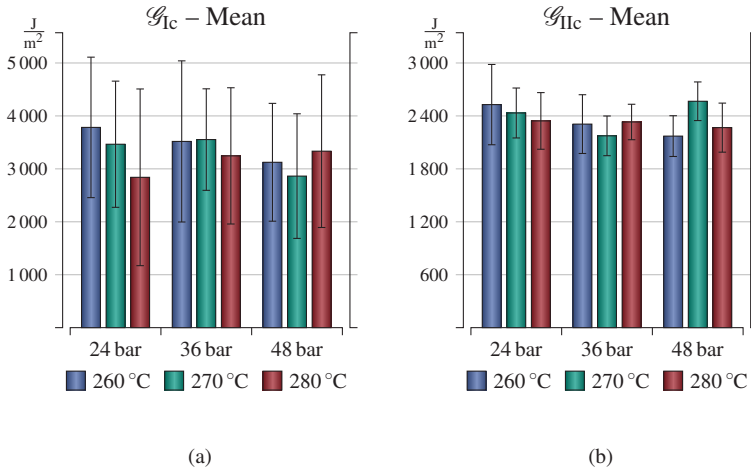 𝒢Ic – Mean
J
m²
5 000
4 000
3 000
2 000
1 000
24 bar 36 bar 48 bar
260 °C 270 °C 280 °C
(a)
𝒢IIc – Mean
J
m²
3 000
2 400
1 800
1 200
600
24 bar 36 bar 48 bar
260 °C 270 °C 280 °C
(b)